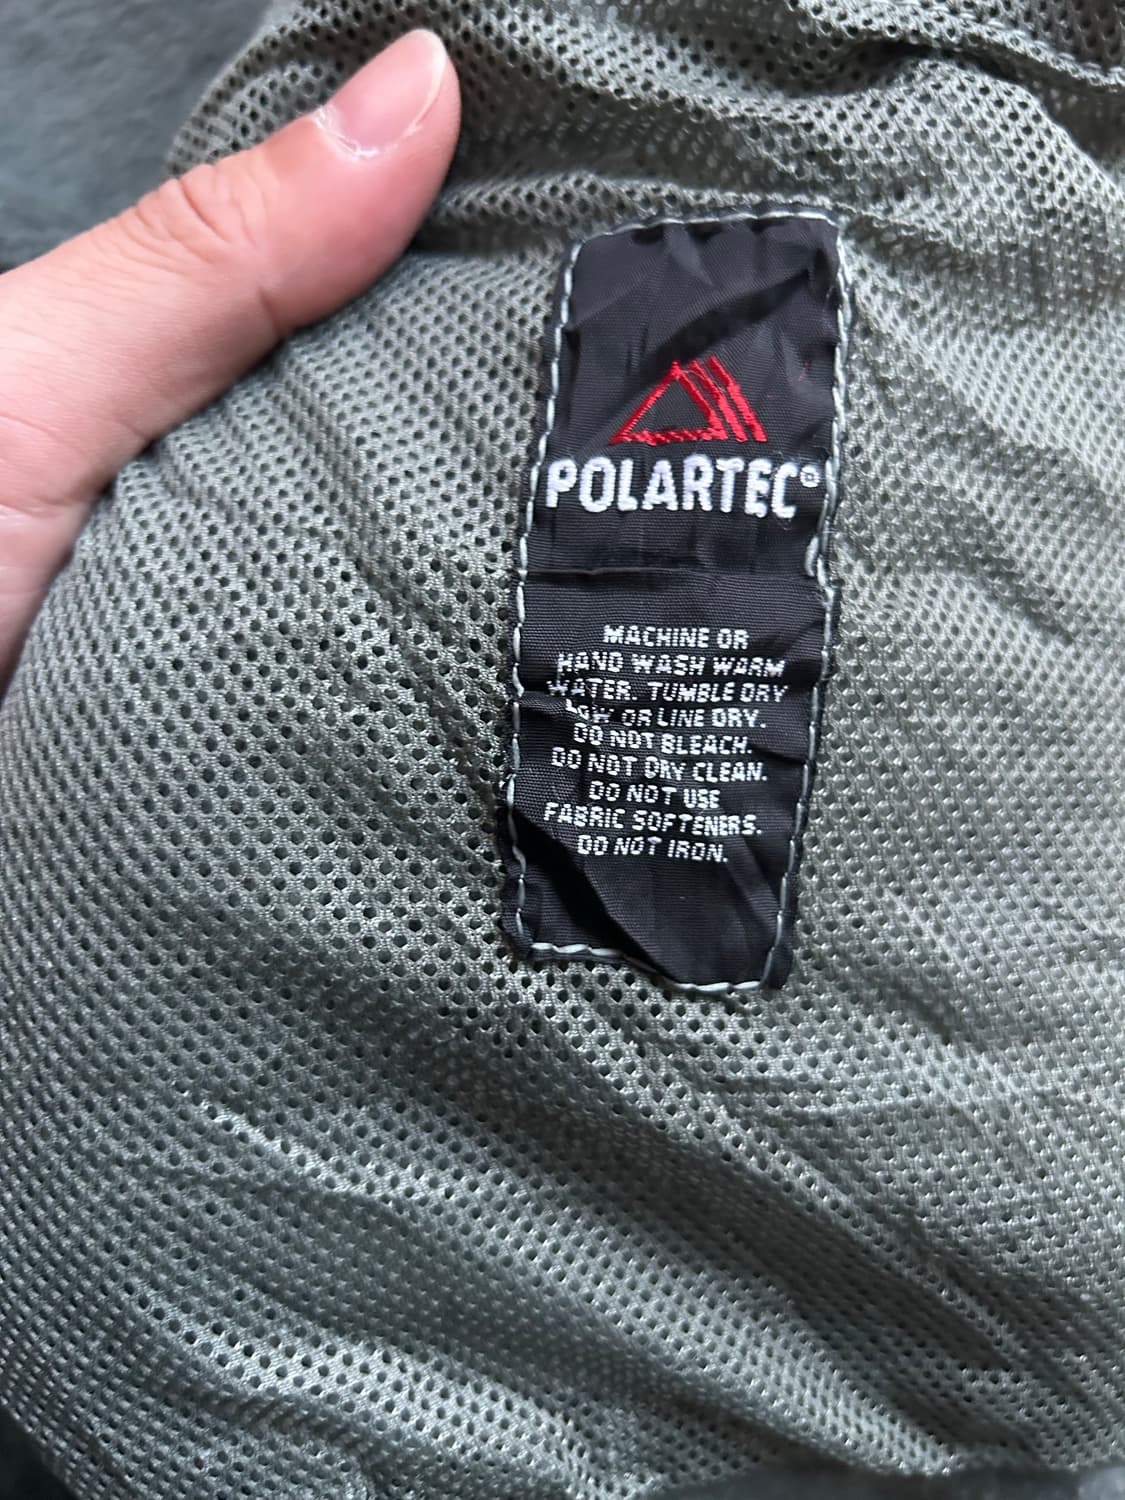 POLARTEC®
MACHINE OR
HAND WASH WARM
WATER. TUMBLE DRY
LOW OR LINE DRY.
DO NOT BLEACH.
DO NOT DRY CLEAN.
DO NOT USE
FABRIC SOFTENERS.
DO NOT IRON.